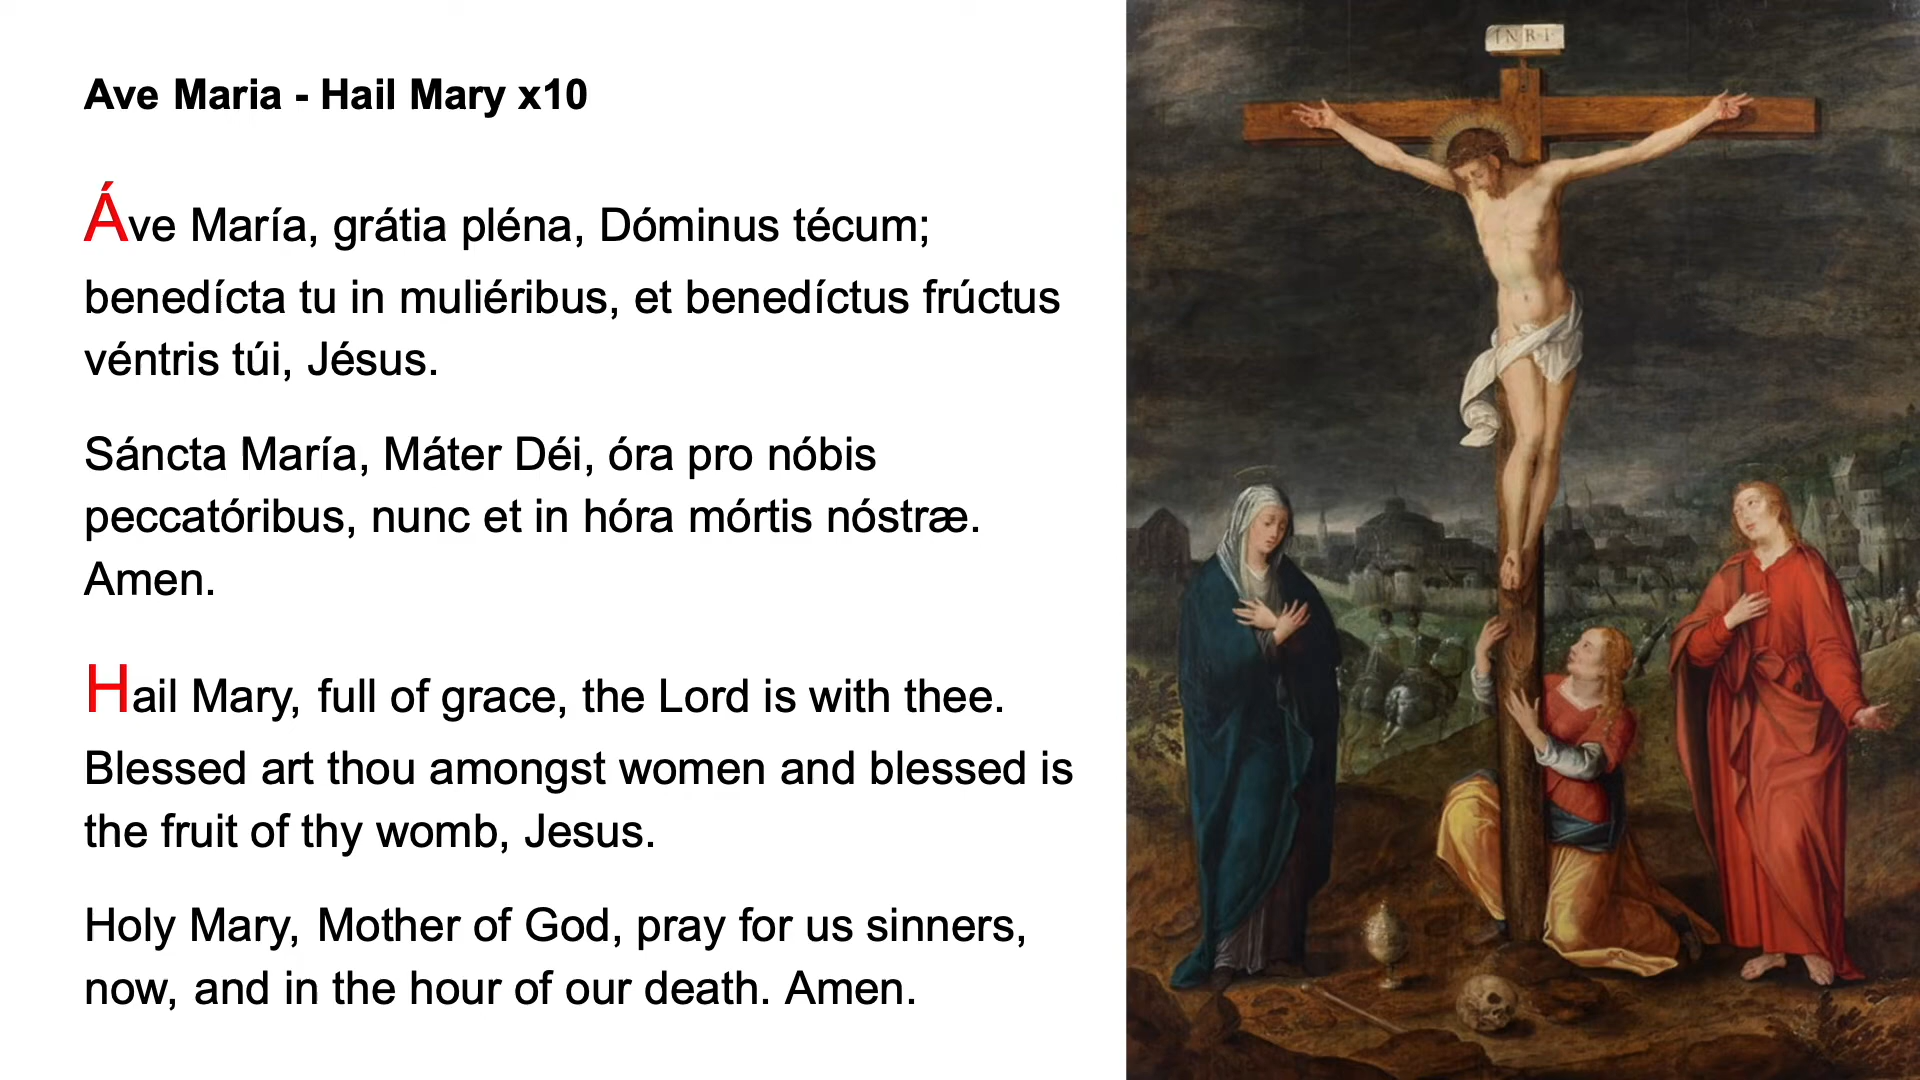 Ave Maria - Hail Mary x10
Áve María, grátia pléna, Dóminus técum;
benedícta tu in muliéribus, et benedíctus frúctus
véntris túi, Jésus.
Sáncta María, Máter Déi, óra pro nóbis
peccatóribus, nunc et in hóra mórtis nóstræ.
Amen.
Hail Mary, full of grace, the Lord is with thee.
Blessed art thou amongst women and blessed is
the fruit of thy womb, Jesus.
Holy Mary, Mother of God, pray for us sinners,
now, and in the hour of our death. Amen.
INRI